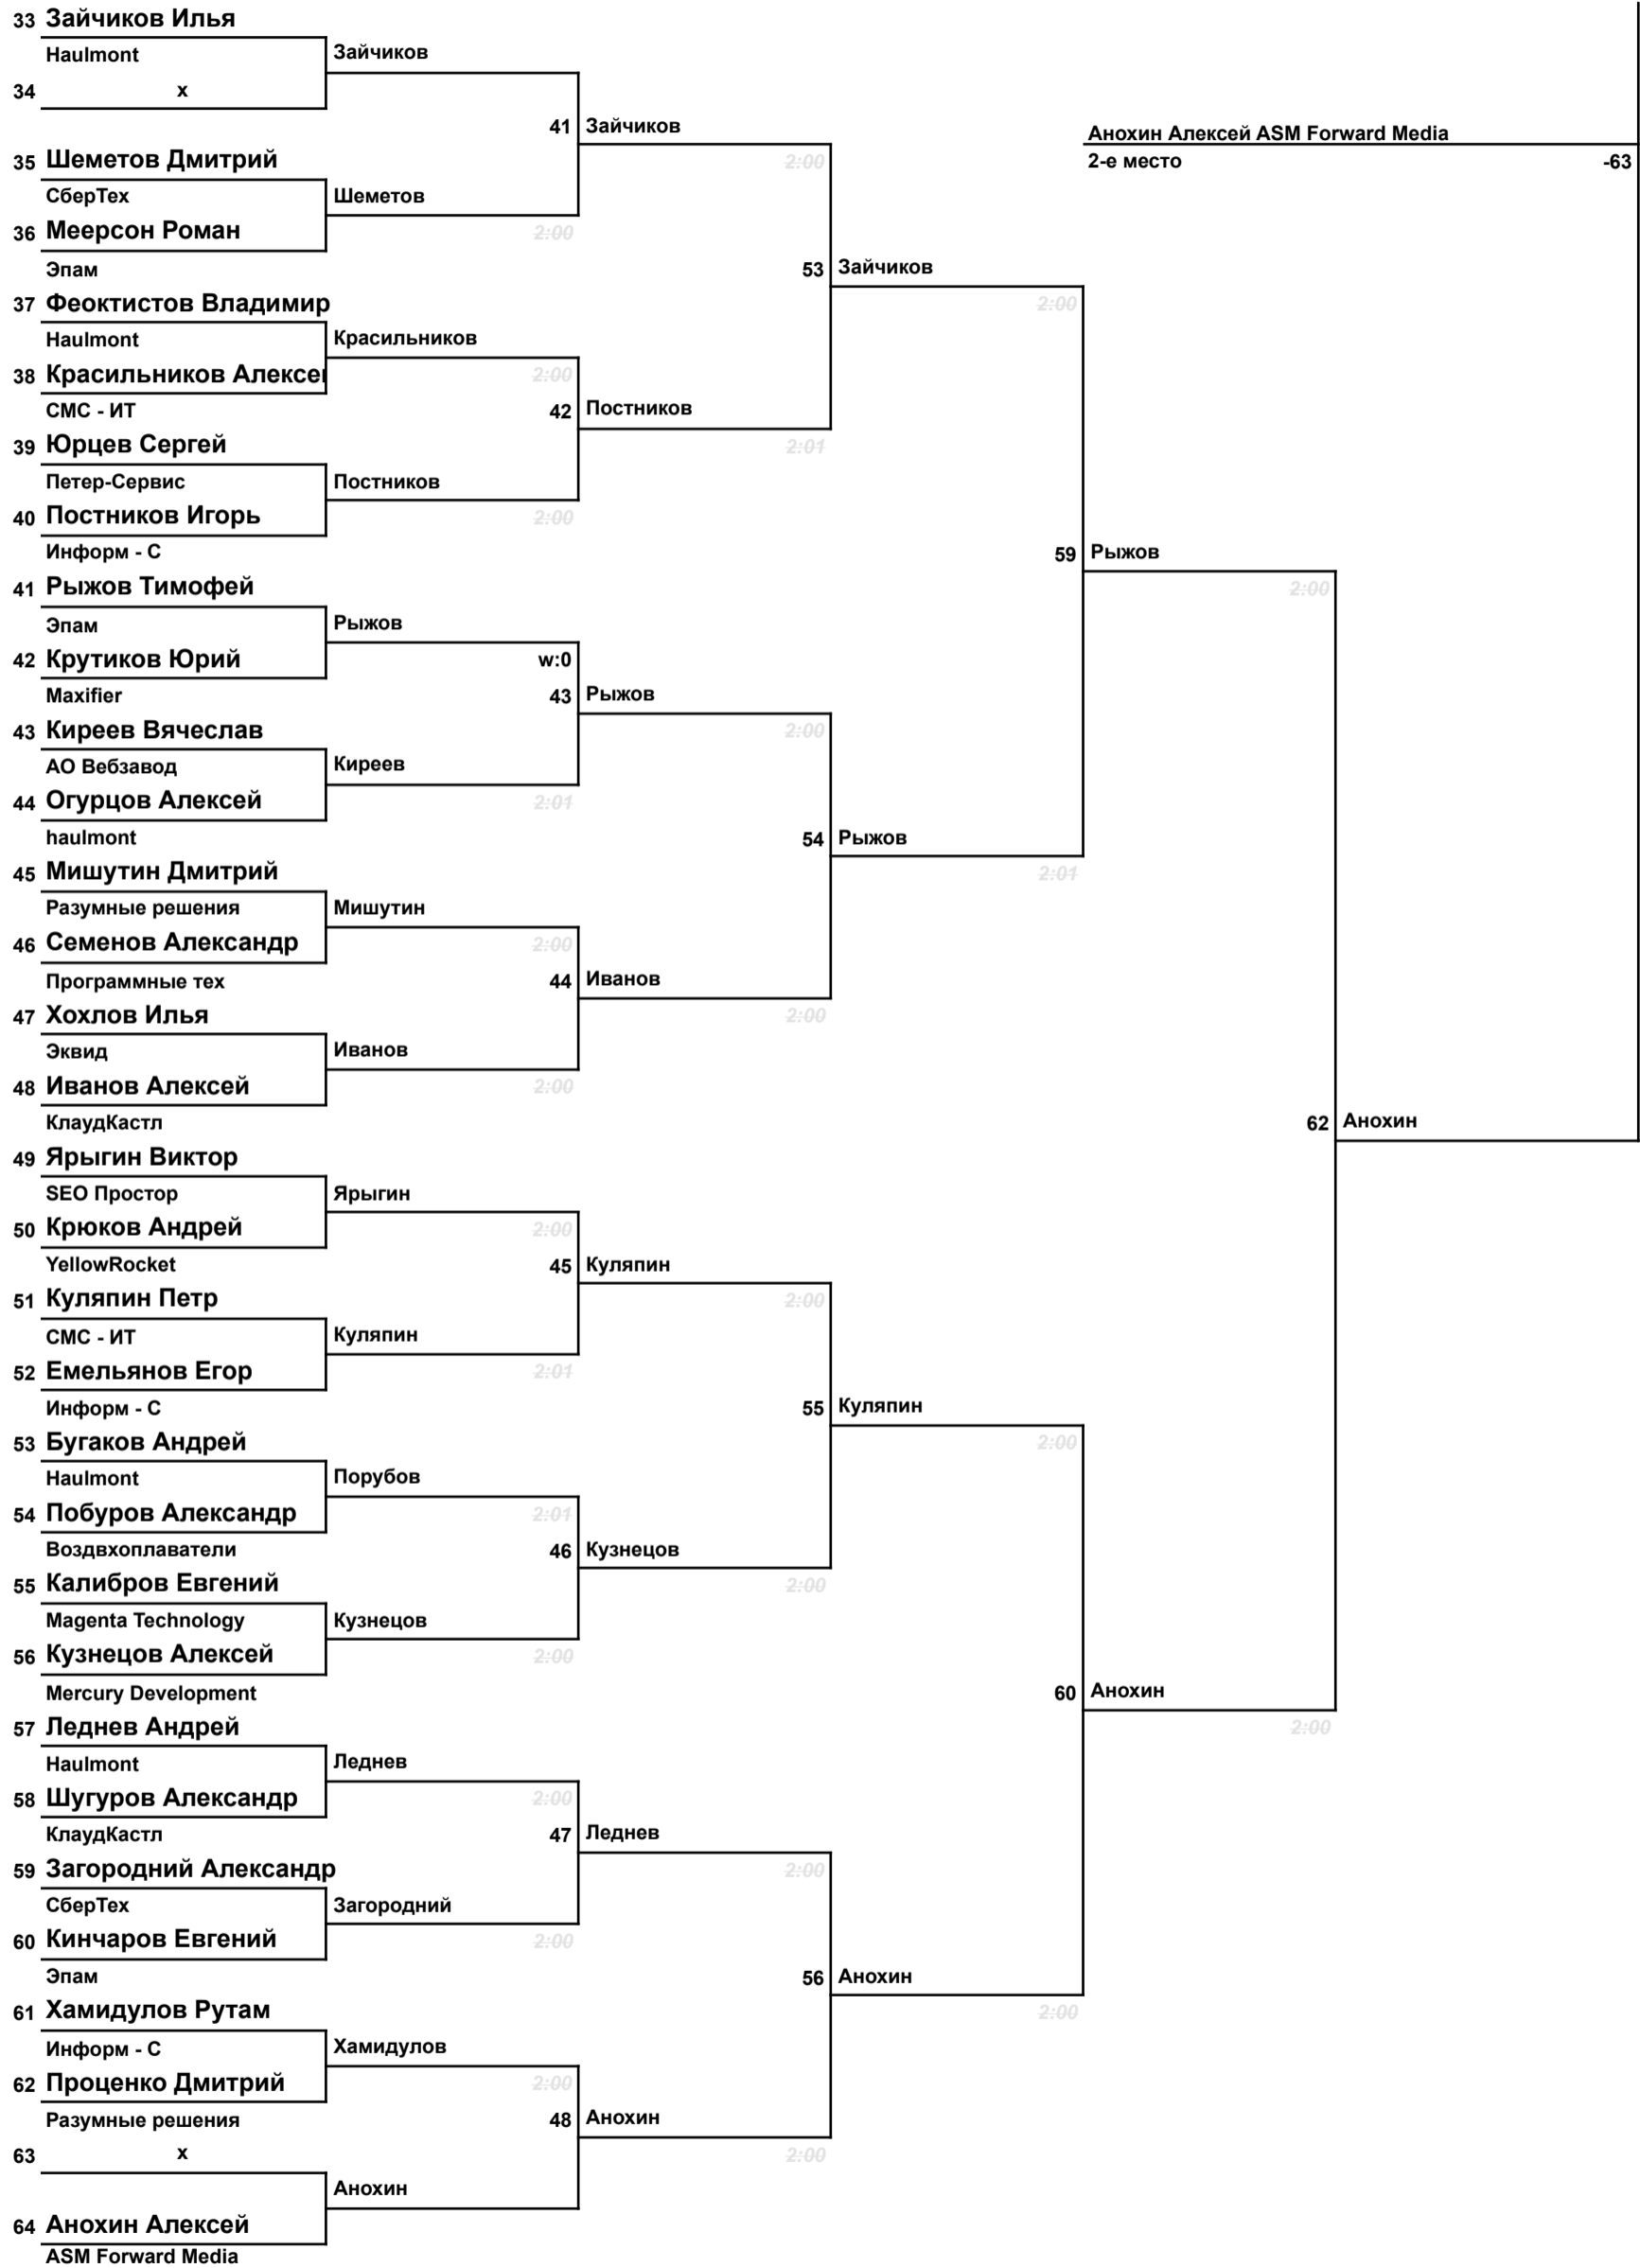 33 Зайчиков Илья
Haulmont
Зайчиков
34 x
41 Зайчиков
Анохин Алексей ASM Forward Media
35 Шеметов Дмитрий
2:00
2-е место -63
СберТех
Шеметов
36 Меерсон Роман
2:00
Эпам
53 Зайчиков
37 Феоктистов Владимир
2:00
Haulmont
Красильников
38 Красильников Алексе
2:00
СМС - ИТ
42 Постников
39 Юрцев Сергей
2:01
Петер-Сервис
Постников
40 Постников Игорь
2:00
Информ - С
59 Рыжов
41 Рыжов Тимофей
2:00
Эпам
Рыжов
42 Крутиков Юрий
w:0
Maxifier
43 Рыжов
43 Киреев Вячеслав
2:00
АО Вебзавод
Киреев
44 Огурцов Алексей
2:01
haulmont
54 Рыжов
45 Мишутин Дмитрий
2:01
Разумные решения
Мишутин
46 Семенов Александр
2:00
Программные тех
44 Иванов
47 Хохлов Илья
2:00
Эквид
Иванов
48 Иванов Алексей
2:00
КлаудКастл
62 Анохин
49 Ярыгин Виктор
SEO Простор
Ярыгин
50 Крюков Андрей
2:00
YellowRocket
45 Куляпин
51 Куляпин Петр
2:00
СМС - ИТ
Куляпин
52 Емельянов Егор
2:01
Информ - С
55 Куляпин
53 Бугаков Андрей
2:00
Haulmont
Порубов
54 Побуров Александр
2:01
Воздвхоплаватели
46 Кузнецов
55 Калибров Евгений
2:00
Magenta Technology
Кузнецов
56 Кузнецов Алексей
2:00
Mercury Development
60 Анохин
57 Леднев Андрей
2:00
Haulmont
Леднев
58 Шугуров Александр
2:00
КлаудКастл
47 Леднев
59 Загородний Александр
2:00
СберТех
Загородний
60 Кинчаров Евгений
2:00
Эпам
56 Анохин
61 Хамидулов Рутам
2:00
Информ - С
Хамидулов
62 Проценко Дмитрий
2:00
Разумные решения
48 Анохин
63 x
2:00
Анохин
64 Анохин Алексей
ASM Forward Media